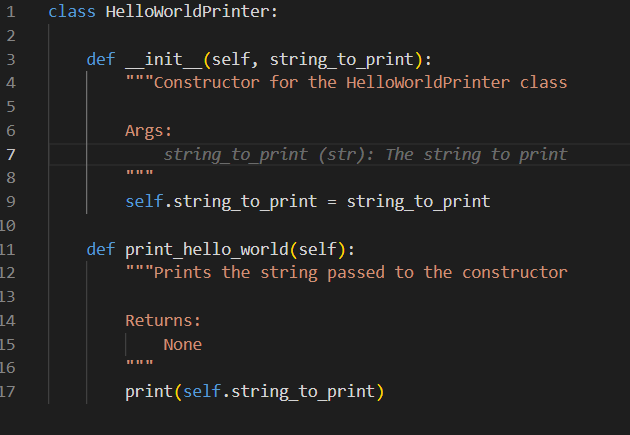 1 class HelloWorldPrinter:
2
3 def __init__(self, string_to_print):
4 """Constructor for the HelloWorldPrinter class
5
6 Args:
7 string_to_print (str): The string to print
8 """
9 self.string_to_print = string_to_print
10
11 def print_hello_world(self):
12 """Prints the string passed to the constructor
13
14 Returns:
15 None
16 """
17 print(self.string_to_print)